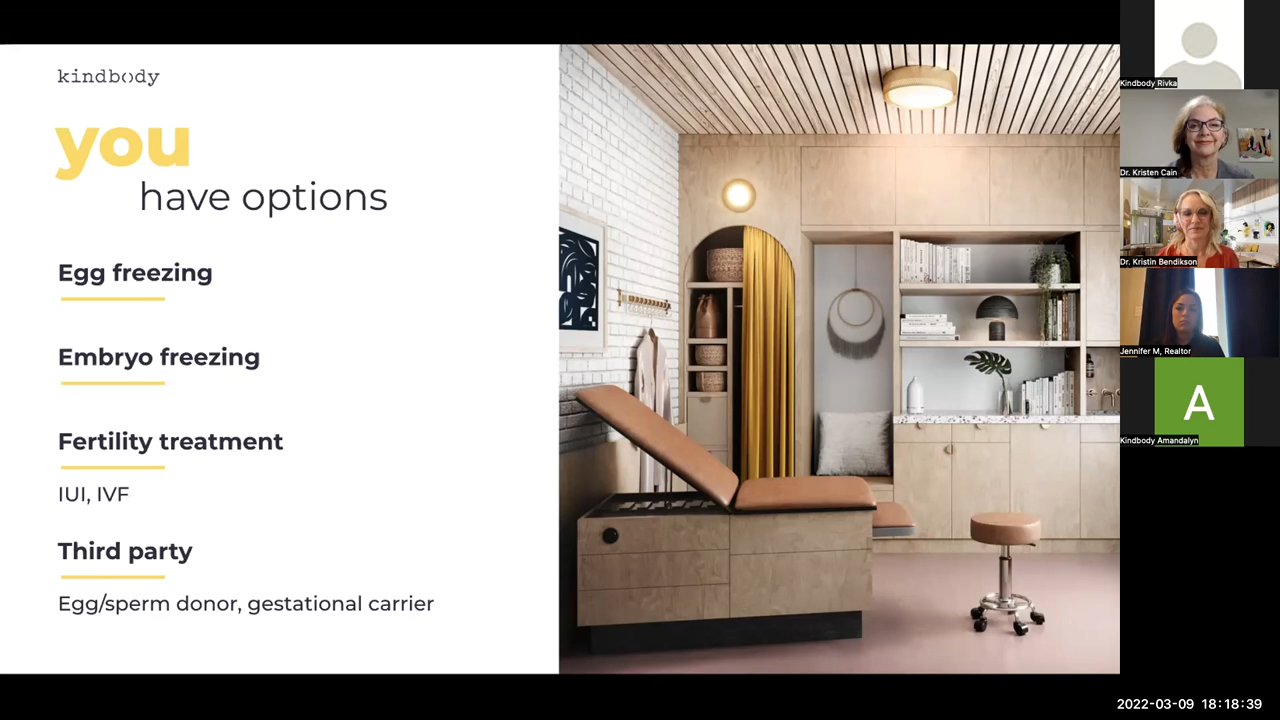 kindbody
you
have options
Egg freezing
Embryo freezing
Fertility treatment
IUI, IVF
Third party
Egg/sperm donor, gestational carrier
Kindbody Rivka
Dr. Kristen Cain
Dr. Kristin Bendikson
Jennifer M, Realtor
A
Kindbody Amandalyn
2022-03-09 18:18:39